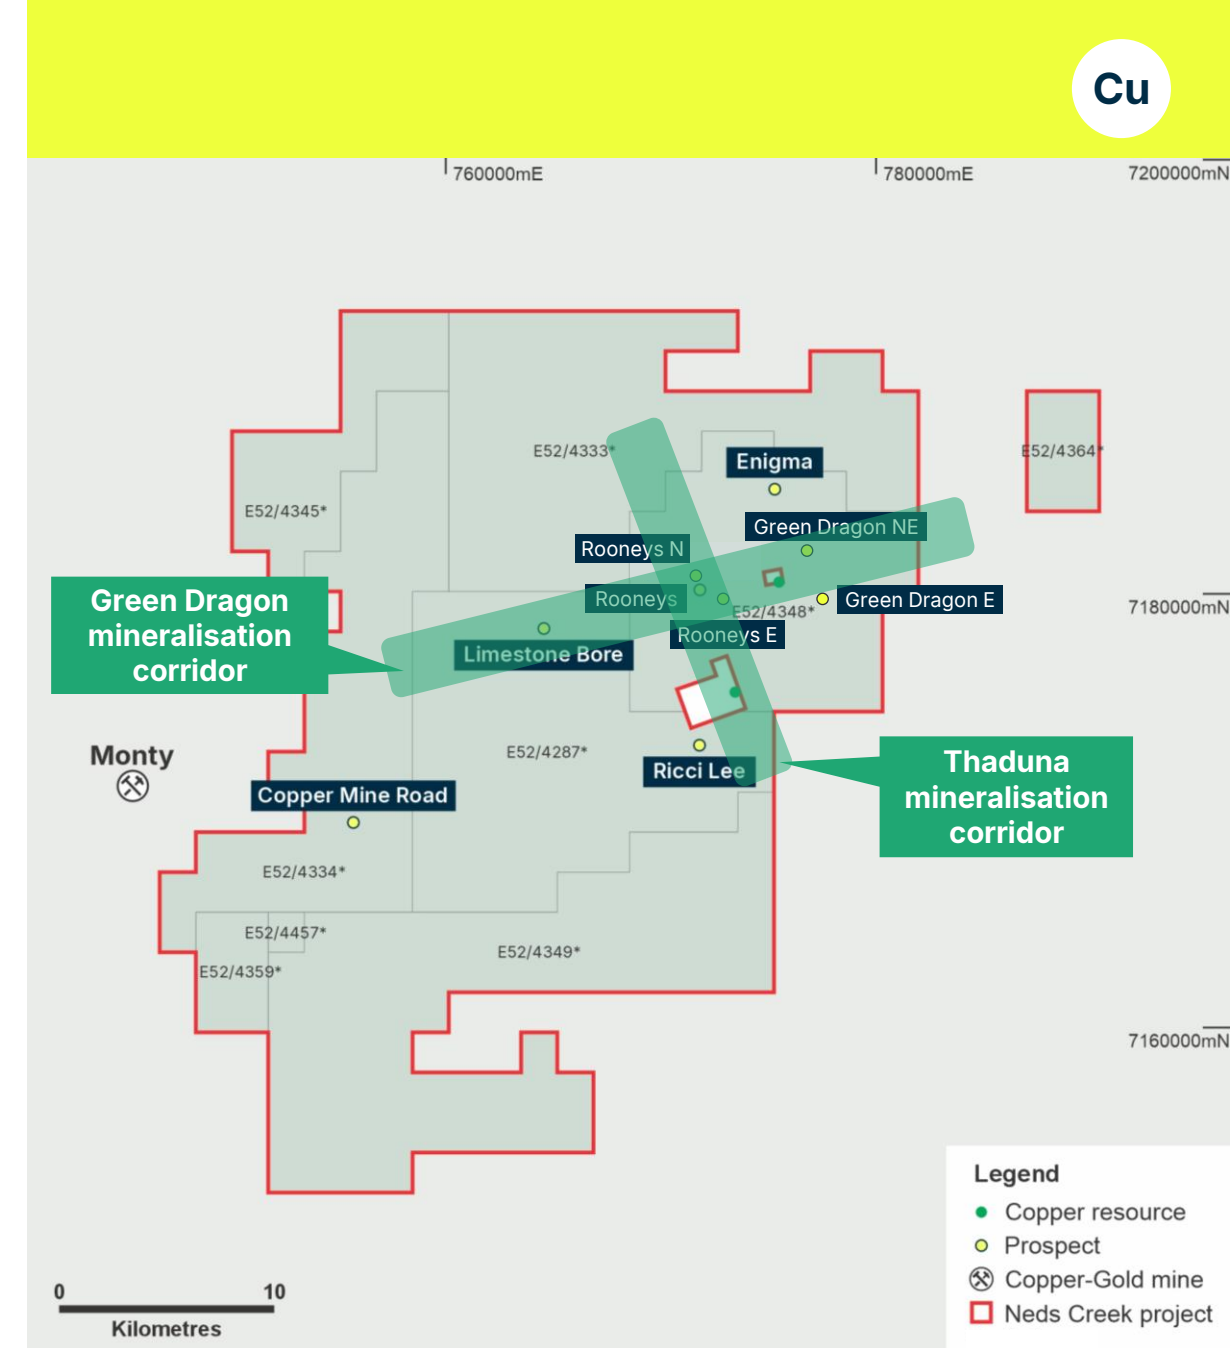 Cu
760000mE
780000mE
7200000mN
E52/4333*
E52/4364*
Enigma
E52/4345*
Green Dragon NE
Rooneys N
Rooneys
Green Dragon E
E52/4348*
7180000mN
Rooneys E
Green Dragon
mineralisation
corridor
Limestone Bore
Monty
E52/4287*
Ricci Lee
Thaduna
mineralisation
corridor
Copper Mine Road
E52/4334*
E52/4457*
E52/4349*
E52/4359*
7160000mN
Legend
Copper resource
Prospect
Copper-Gold mine
Neds Creek project
0 10
Kilometres